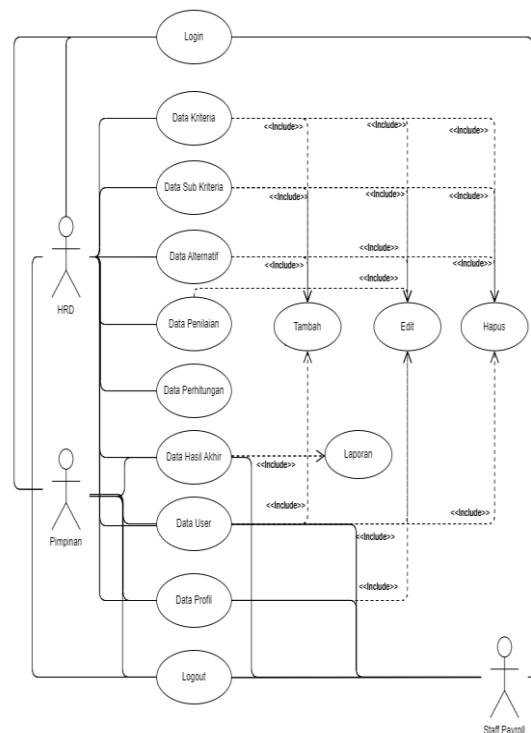 Login
Data Kriteria
<<Include>>
<<Include>>
<<Include>>
Data Sub Kriteria
<<Include>>
<<Include>>
<<Include>>
Data Alternatif
<<Include>>
<<Include>>
<<Include>>
<<Include>>
HRD
Data Penilaian
Tambah
Edit
Hapus
Data Perhitungan
Data Hasil Akhir
<<Include>>
Laporan
Pimpinan
<<Include>>
<<Include>>
Data User
<<Include>>
Data Profil
<<Include>>
Logout
Staff Payroll